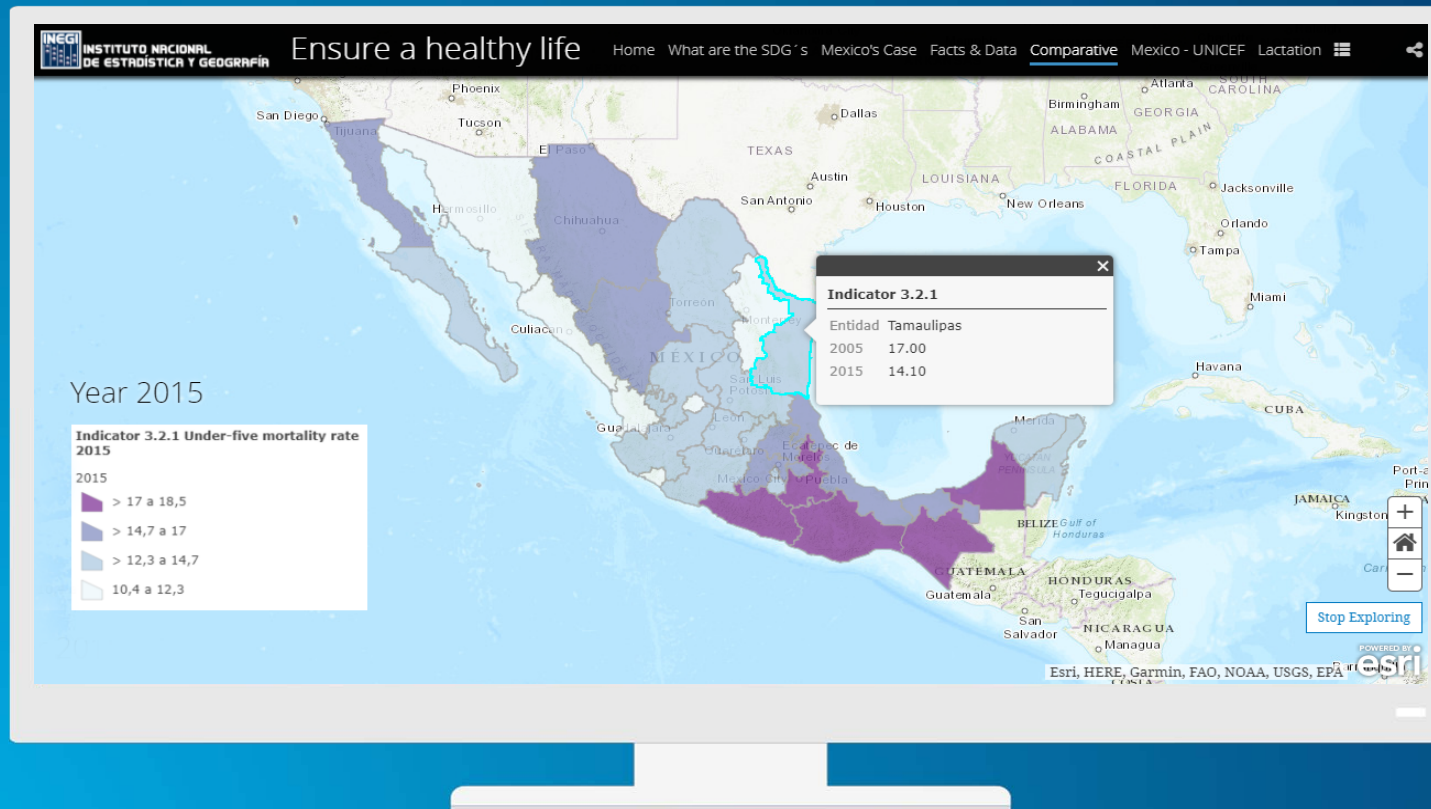 INEGI
INSTITUTO NACIONAL
DE ESTADÍSTICA Y GEOGRAFÍA
Ensure a healthy life
Home What are the SDG´s Mexico's Case Facts & Data Comparative Mexico - UNICEF Lactation
Phoenix
Atlanta
SOUTH
CAROLINA
San Diego
Tijuana
Tucson
Dallas
Birmingham
GEORGIA
ALABAMA
COASTAL PLAIN
El Paso
TEXAS
Austin
LOUISIANA
FLORIDA
Jacksonville
San Antonio
Houston
New Orleans
Hermosillo
Chihuahua
Orlando
Tampa
Indicator 3.2.1
Entidad Tamaulipas
2005 17.00
2015 14.10
Miami
Torreón
Monterrey
Culiacan
MÉXICO
Havana
San Luis
Potosí
CUBA
Year 2015
León
Guadalajara
Merida
Indicator 3.2.1 Under-five mortality rate
2015
2015
> 17 a 18,5
> 14,7 a 17
> 12,3 a 14,7
10,4 a 12,3
Querétaro
Ecatepec de
Morelos
Mexico City
Puebla
YUCATAN
PENINSULA
Port-a
Prin
JAMAICA
Kingston
BELIZE
Gulf of
Honduras
GUATEMALA
Guatemala
HONDURAS
Tegucigalpa
San
Salvador
NICARAGUA
Managua
+
−
Stop Exploring
POWERED BY
esri
Esri, HERE, Garmin, FAO, NOAA, USGS, EPA